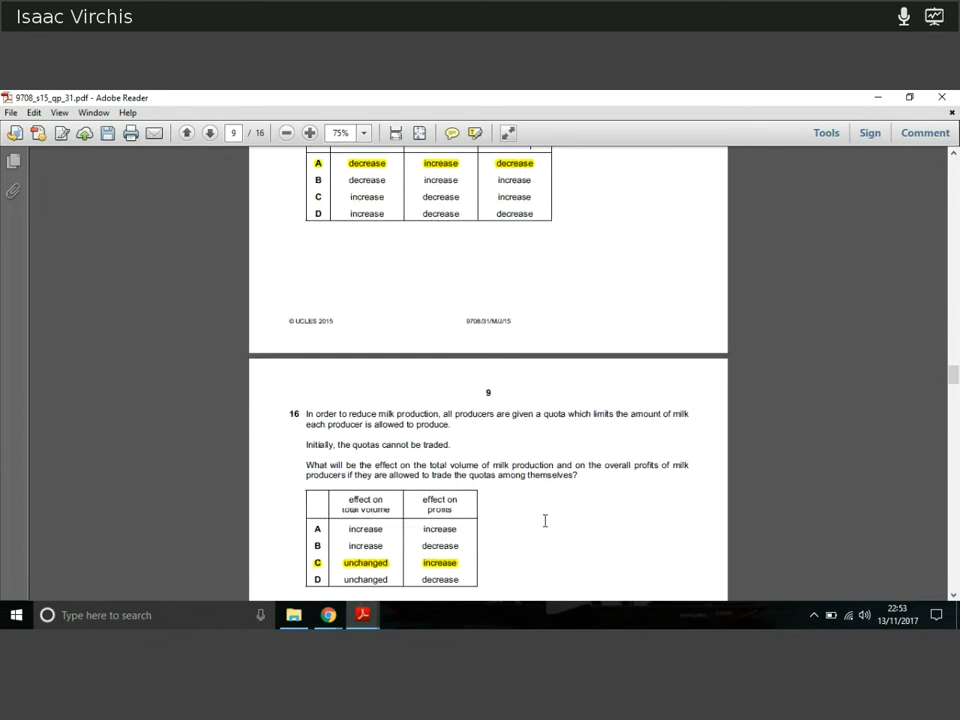 Isaac Virchis
9708_s15_qp_31.pdf - Adobe Reader
File Edit View Window Help
9 / 16 75% Tools Sign Comment
A decrease increase decrease
B decrease increase increase
C increase decrease increase
D increase decrease decrease
© UCLES 2015 9708/31/M/J/15
9
16 In order to reduce milk production, all producers are given a quota which limits the amount of milk
each producer is allowed to produce.
Initially, the quotas cannot be traded.
What will be the effect on the total volume of milk production and on the overall profits of milk
producers if they are allowed to trade the quotas among themselves?
effect on effect on
total volume profits
A increase increase
B increase decrease
C unchanged increase
D unchanged decrease
Type here to search
22:53
13/11/2017